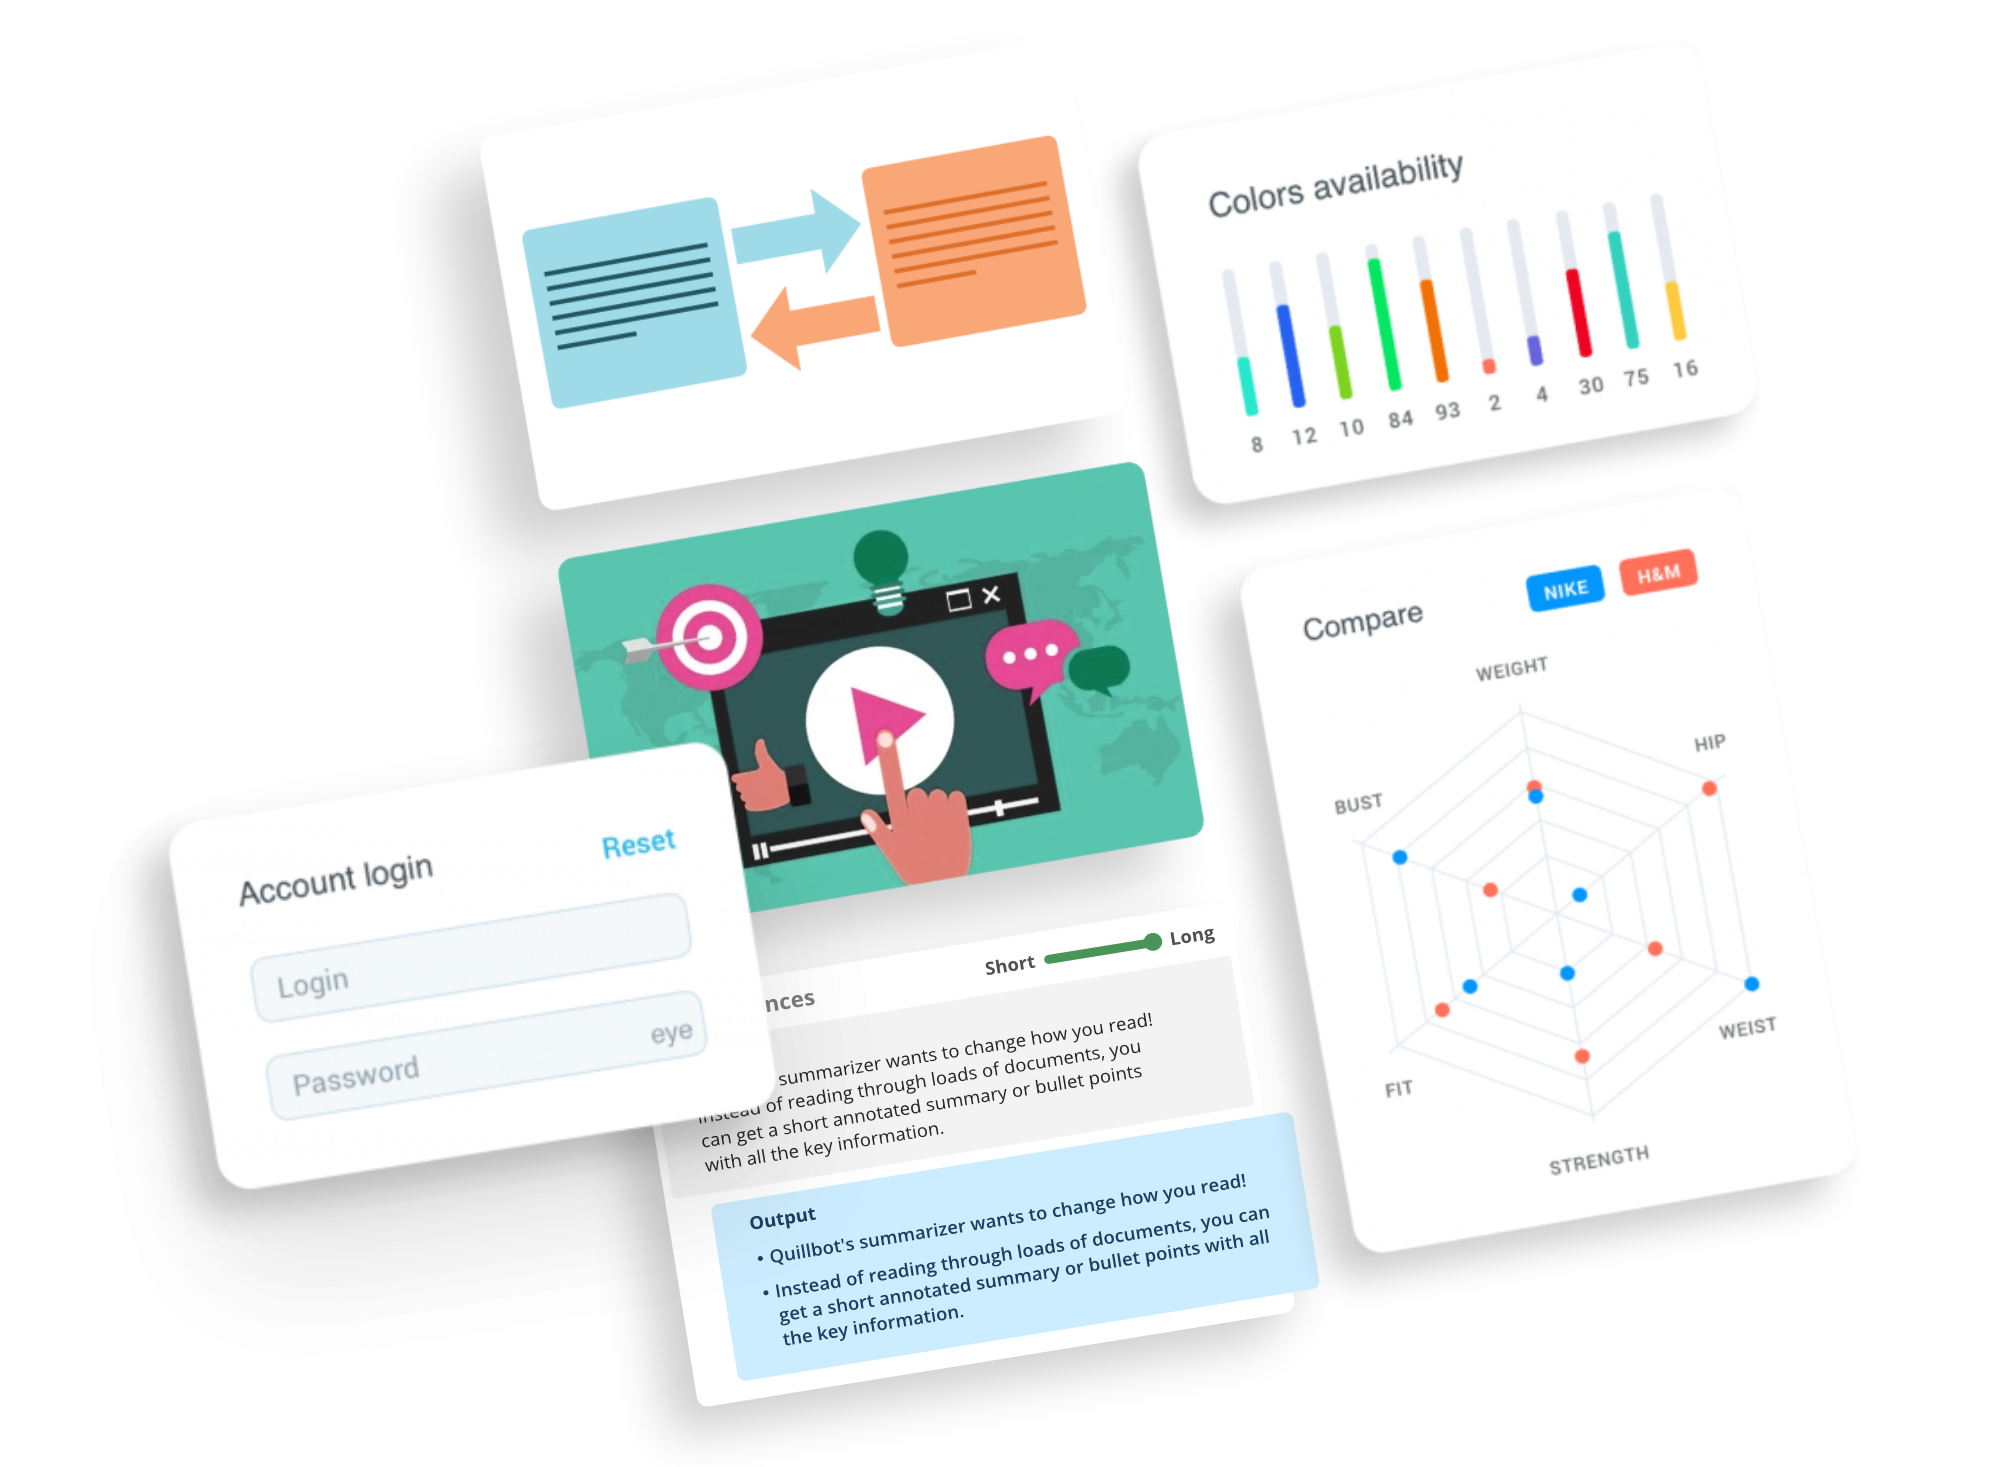 Colors availability
8 12 10 84 93 2 4 30 75 16
Compare
NIKE
H&M
WEIGHT
HIP
BUST
WEIST
FIT
STRENGTH
Account login
Reset
Login
Password
eye
Short
Long
nces
summarizer wants to change how you read!
Instead of reading through loads of documents, you
can get a short annotated summary or bullet points
with all the key information.
Output
• Quillbot's summarizer wants to change how you read!
• Instead of reading through loads of documents, you can
get a short annotated summary or bullet points with all
the key information.